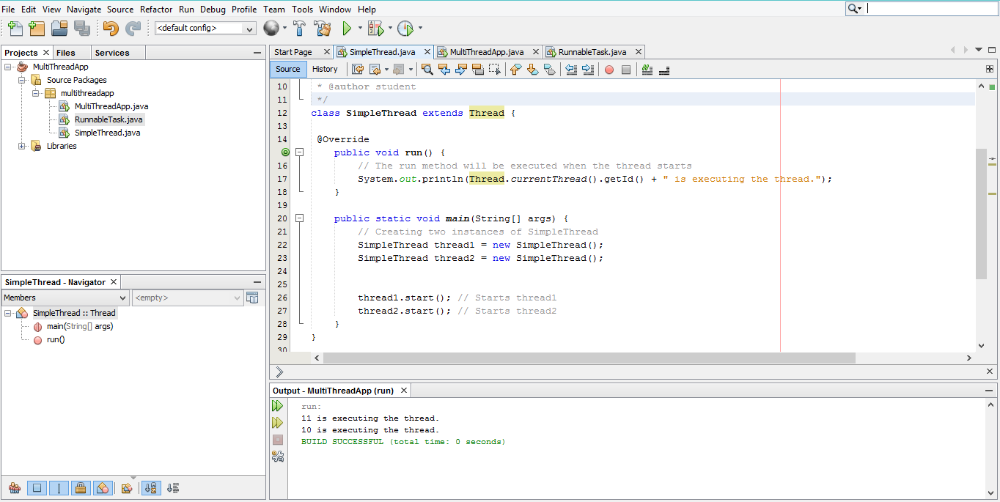 File Edit View Navigate Source Refactor Run Debug Profile Team Tools Window Help
<default config>
Projects Files Services
MultiThreadApp
Source Packages
multithreadapp
MultiThreadApp.java
RunnableTask.java
SimpleThread.java
Libraries
SimpleThread - Navigator
Members <empty>
SimpleThread :: Thread
main(String[] args)
run()
Start Page SimpleThread.java MultiThreadApp.java RunnableTask.java
Source History
10 * @author student
11 */
12 class SimpleThread extends Thread {
13
14 @Override
public void run() {
16 // The run method will be executed when the thread starts
17 System.out.println(Thread.currentThread().getId() + " is executing the thread.");
18 }
19
20 public static void main(String[] args) {
21 // Creating two instances of SimpleThread
22 SimpleThread thread1 = new SimpleThread();
23 SimpleThread thread2 = new SimpleThread();
24
25
26 thread1.start(); // Starts thread1
27 thread2.start(); // Starts thread2
28 }
29 }
30
Output - MultiThreadApp (run)
run:
11 is executing the thread.
10 is executing the thread.
BUILD SUCCESSFUL (total time: 0 seconds)